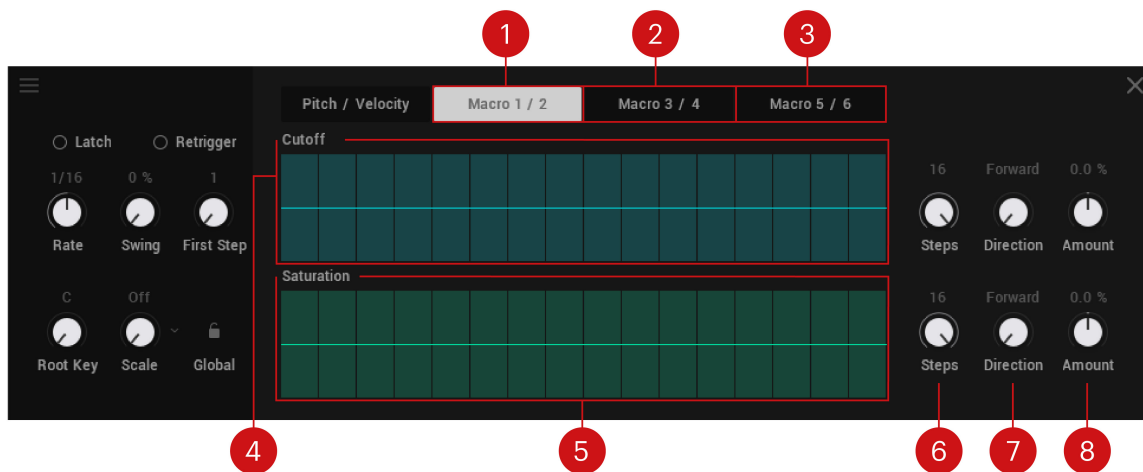 1 2 3
Pitch / Velocity Macro 1 / 2 Macro 3 / 4 Macro 5 / 6
Latch Retrigger
Cutoff
1/16 0 % 1
16 Forward 0.0 %
Rate Swing First Step
Steps Direction Amount
Saturation
C Off
16 Forward 0.0 %
Root Key Scale Global
Steps Direction Amount
4 5 6 7 8